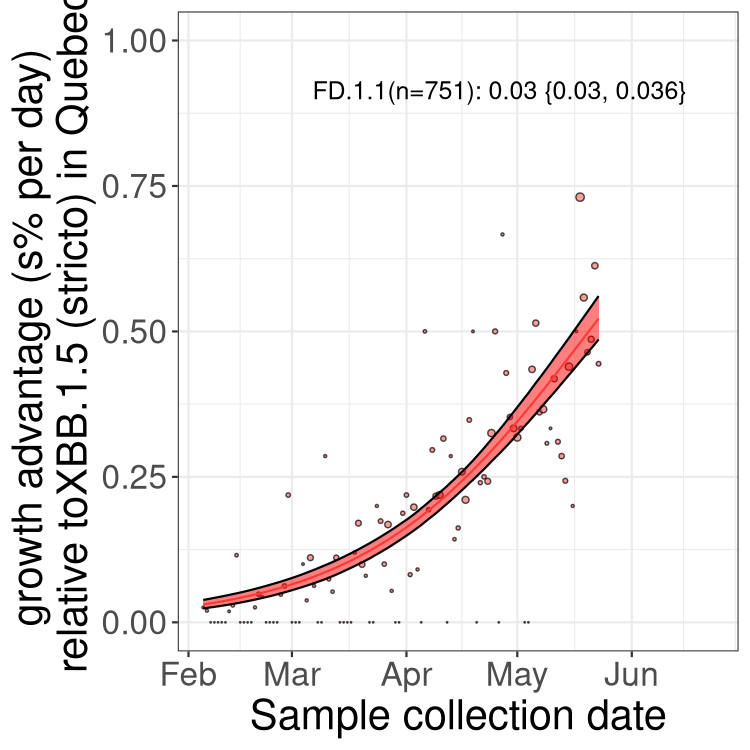 growth advantage (s% per day)
relative toXBB.1.5 (stricto) in Quebec
1.00
0.75
0.50
0.25
0.00
FD.1.1(n=751): 0.03 {0.03, 0.036}
Feb Mar Apr May Jun
Sample collection date